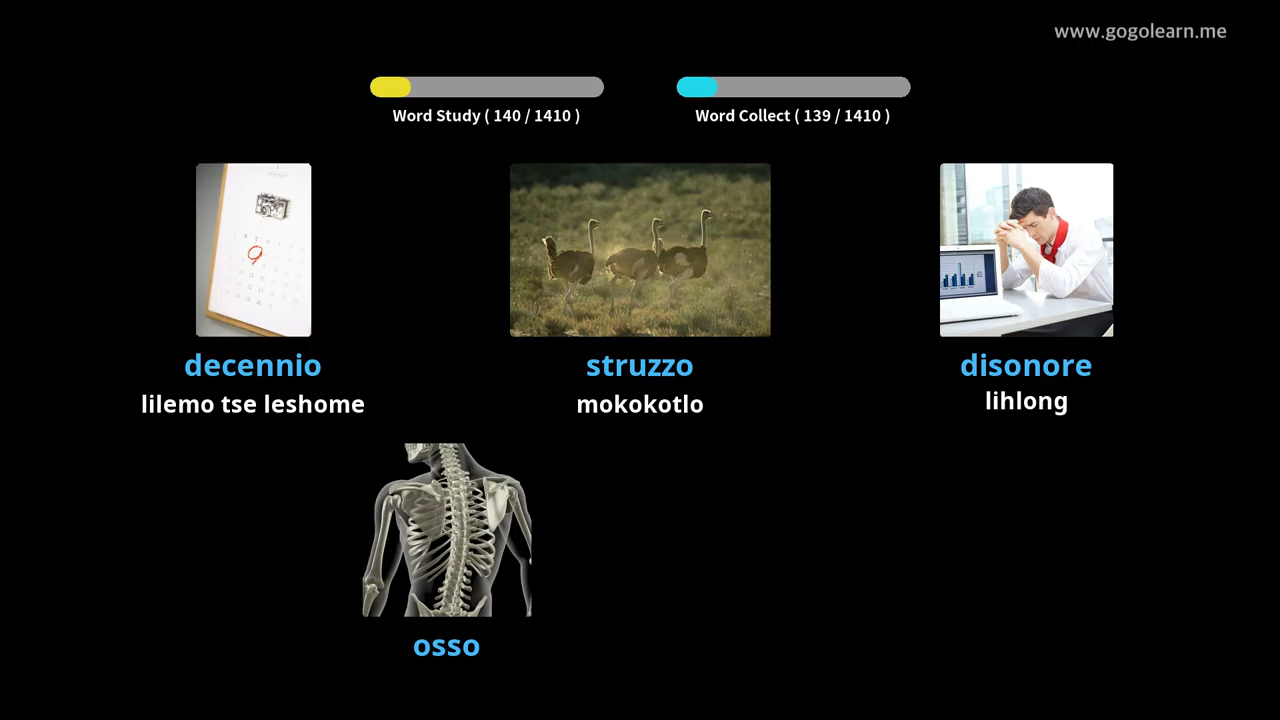 www.gogolearn.me
Word Study ( 140 / 1410 )
Word Collect ( 139 / 1410 )
decennio
struzzo
disonore
lilemo tse leshome
mokokotlo
lihlong
osso